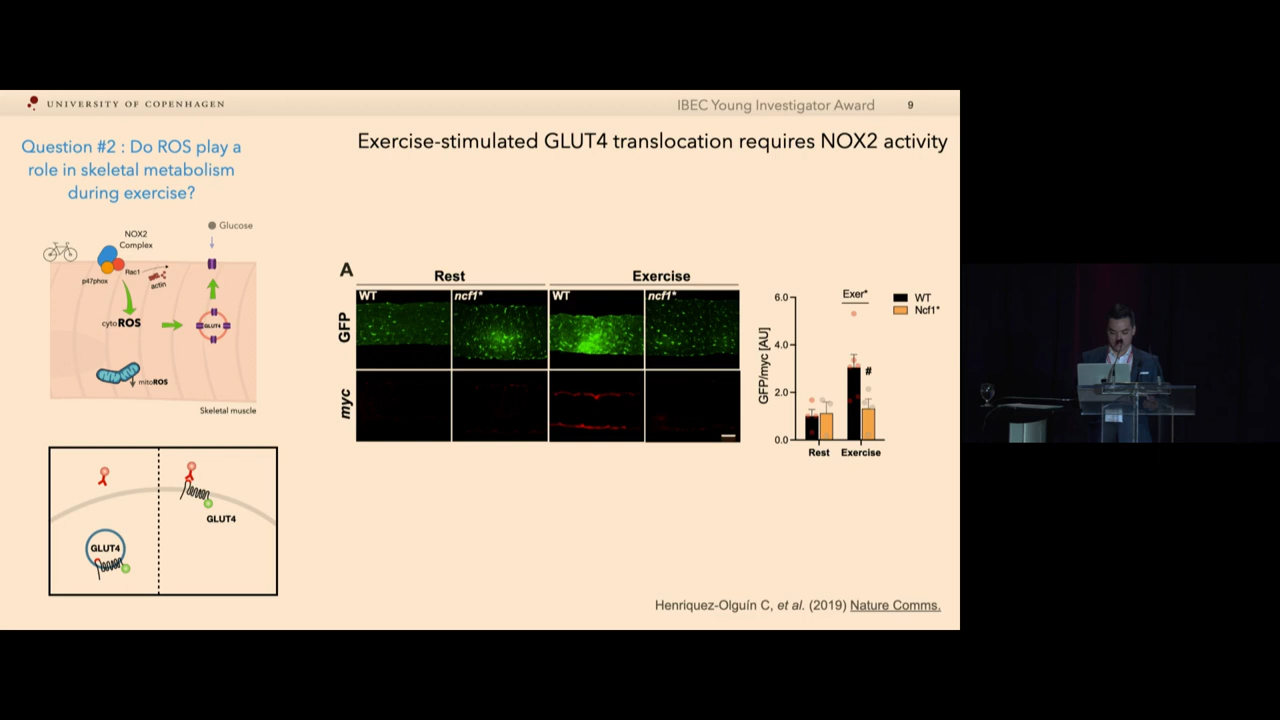 UNIVERSITY OF COPENHAGEN
IBEC Young Investigator Award
9
Question #2 : Do ROS play a
role in skeletal metabolism
during exercise?
Exercise-stimulated GLUT4 translocation requires NOX2 activity
Glucose
NOX2
Complex
Rac1
p47phox
actin
cytoROS
GLUT4
mitoROS
Skeletal muscle
GLUT4
GLUT4
A
Rest
Exercise
WT
ncf1*
WT
ncf1*
GFP
myc
GFP/myc [AU]
6.0
4.0
2.0
0.0
Exer*
#
Rest
Exercise
WT
Ncf1*
Henriquez-Olguín C, et al. (2019) Nature Comms.